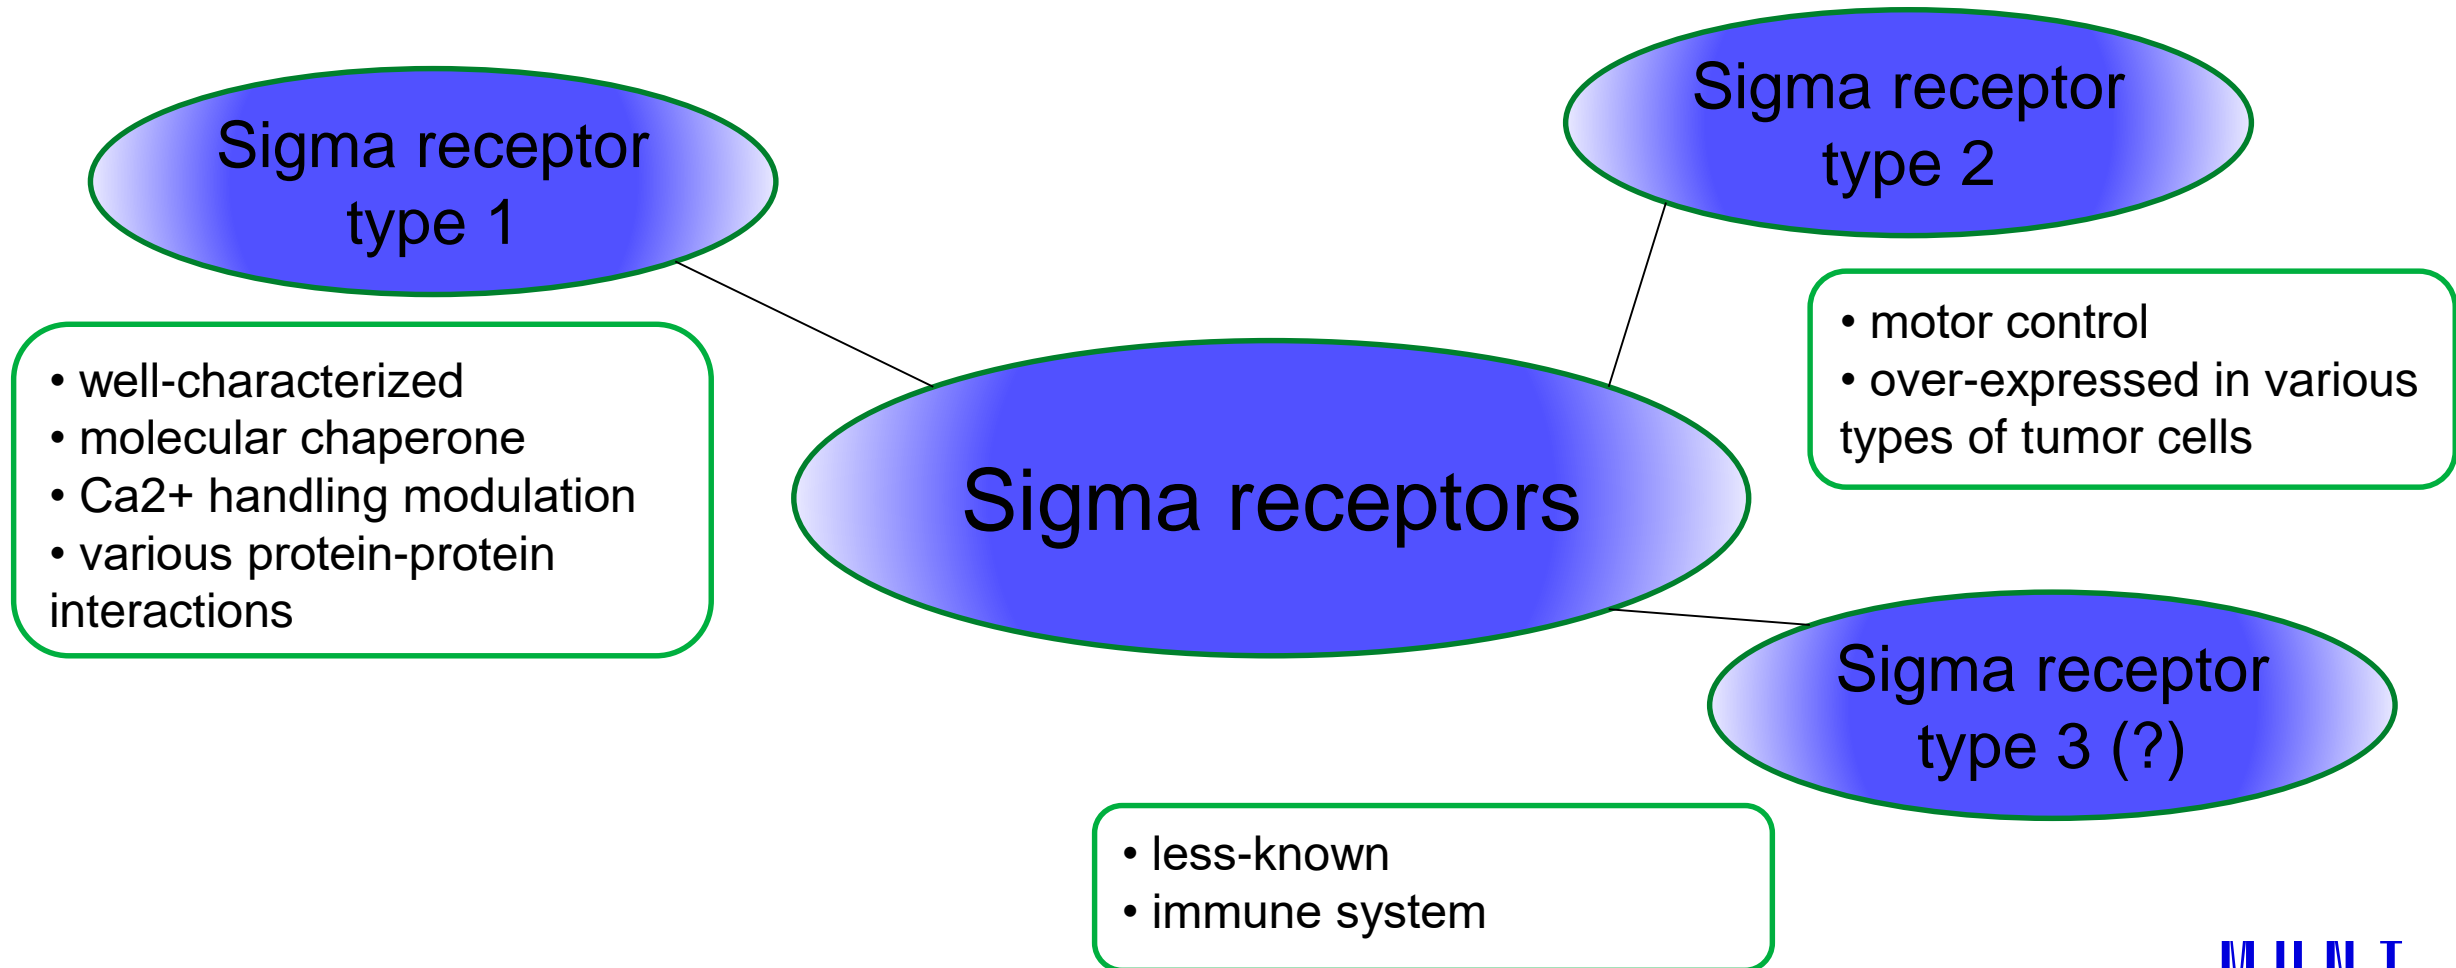 Sigma receptor
type 1
Sigma receptor
type 2
• well-characterized
• molecular chaperone
• Ca2+ handling modulation
• various protein-protein
interactions
Sigma receptors
• motor control
• over-expressed in various
types of tumor cells
Sigma receptor
type 3 (?)
• less-known
• immune system